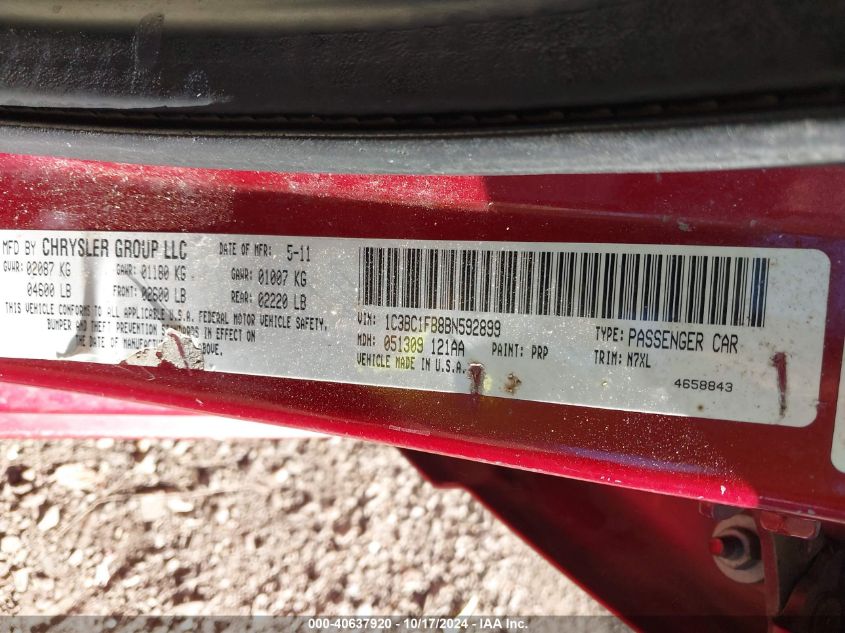 MFD BY CHRYSLER GROUP LLC DATE OF MFR: 5-11
GVWR: 02087 KG GAWR: 01180 KG GAWR: 01007 KG
04600 LB FRONT: 02600 LB REAR: 02220 LB
THIS VEHICLE CONFORMS TO ALL APPLICABLE U.S.A. FEDERAL MOTOR VEHICLE SAFETY,
BUMPER AND THEFT PREVENTION STANDARDS IN EFFECT ON
THE DATE OF MANUFACTURE ABOVE.
VIN: 1C3BC1FB8BN592899 TYPE: PASSENGER CAR
MDH: 051309 121AA PAINT: PRP TRIM: N7XL
VEHICLE MADE IN U.S.A. 4658843
000-40637920 - 10/17/2024 - IAA Inc.